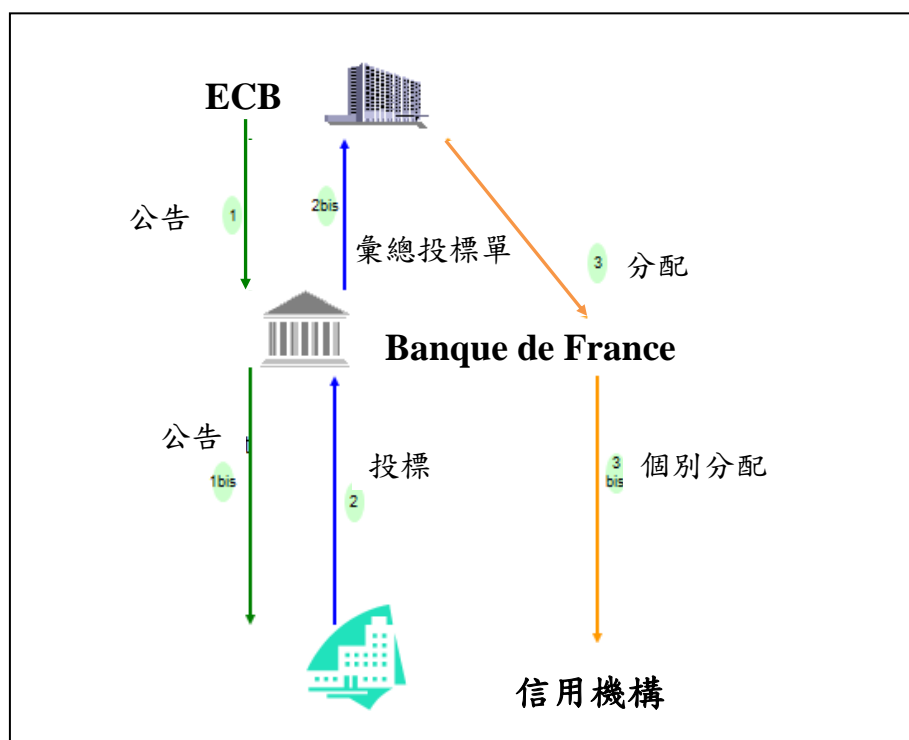 ECB
2bis
公告
1
彙總投標單
3
分配
Banque de France
公告
投標
3
bis
個別分配
1bis
2
信用機構